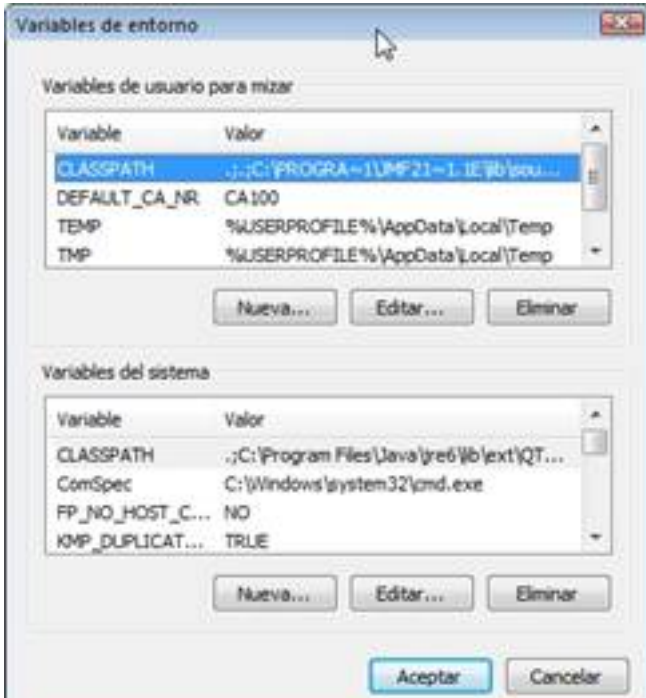 Variables de entorno
Variables de usuario para mizar
Variable Valor
CLASSPATH .;.;C:\PROGRA~1\JMF21~1.1E\lib\sou...
DEFAULT_CA_NR CA100
TEMP %USERPROFILE%\AppData\Local\Temp
TMP %USERPROFILE%\AppData\Local\Temp
Nueva... Editar... Eliminar
Variables del sistema
Variable Valor
CLASSPATH .;C:\Program Files\Java\jre6\lib\ext\QT...
ComSpec C:\Windows\system32\cmd.exe
FP_NO_HOST_C... NO
KMP_DUPLICAT... TRUE
Nueva... Editar... Eliminar
Aceptar Cancelar